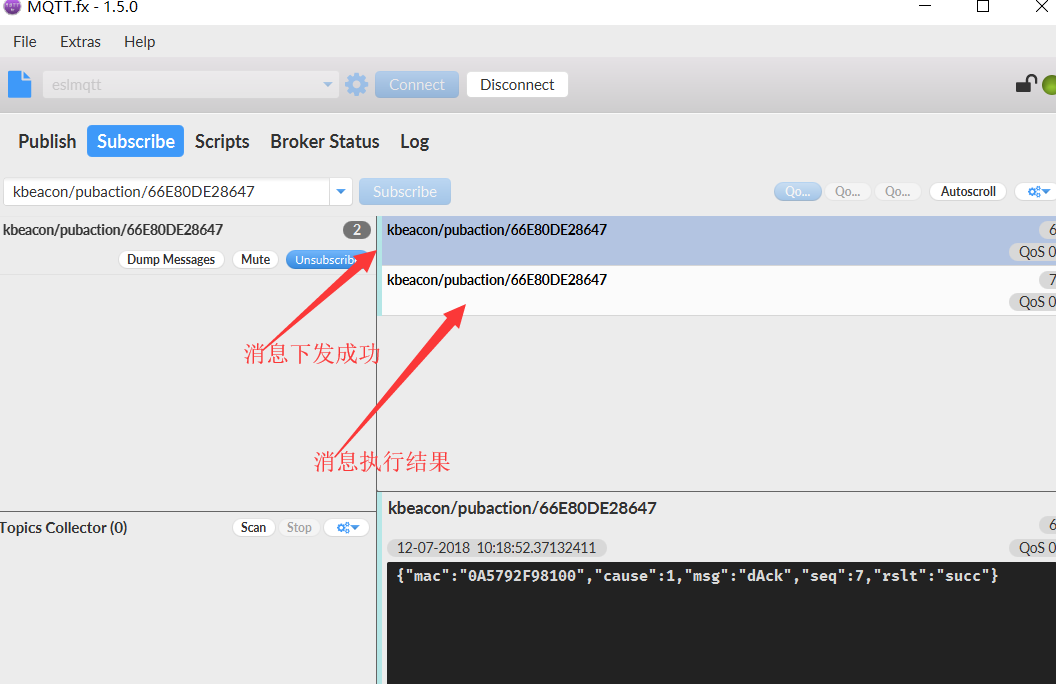 MQTT.fx - 1.5.0
File Extras Help
eslmqtt Connect Disconnect
Publish Subscribe Scripts Broker Status Log
kbeacon/pubaction/66E80DE28647 Subscribe Qo... Qo... Qo... Autoscroll
kbeacon/pubaction/66E80DE28647 2
Dump Messages Mute Unsubscribe
kbeacon/pubaction/66E80DE28647 6
QoS 0
kbeacon/pubaction/66E80DE28647 7
QoS 0
消息下发成功
消息执行结果
Topics Collector (0) Scan Stop
kbeacon/pubaction/66E80DE28647
6
12-07-2018 10:18:52.37132411 QoS 0
{"mac":"0A5792F98100","cause":1,"msg":"dAck","seq":7,"rslt":"succ"}